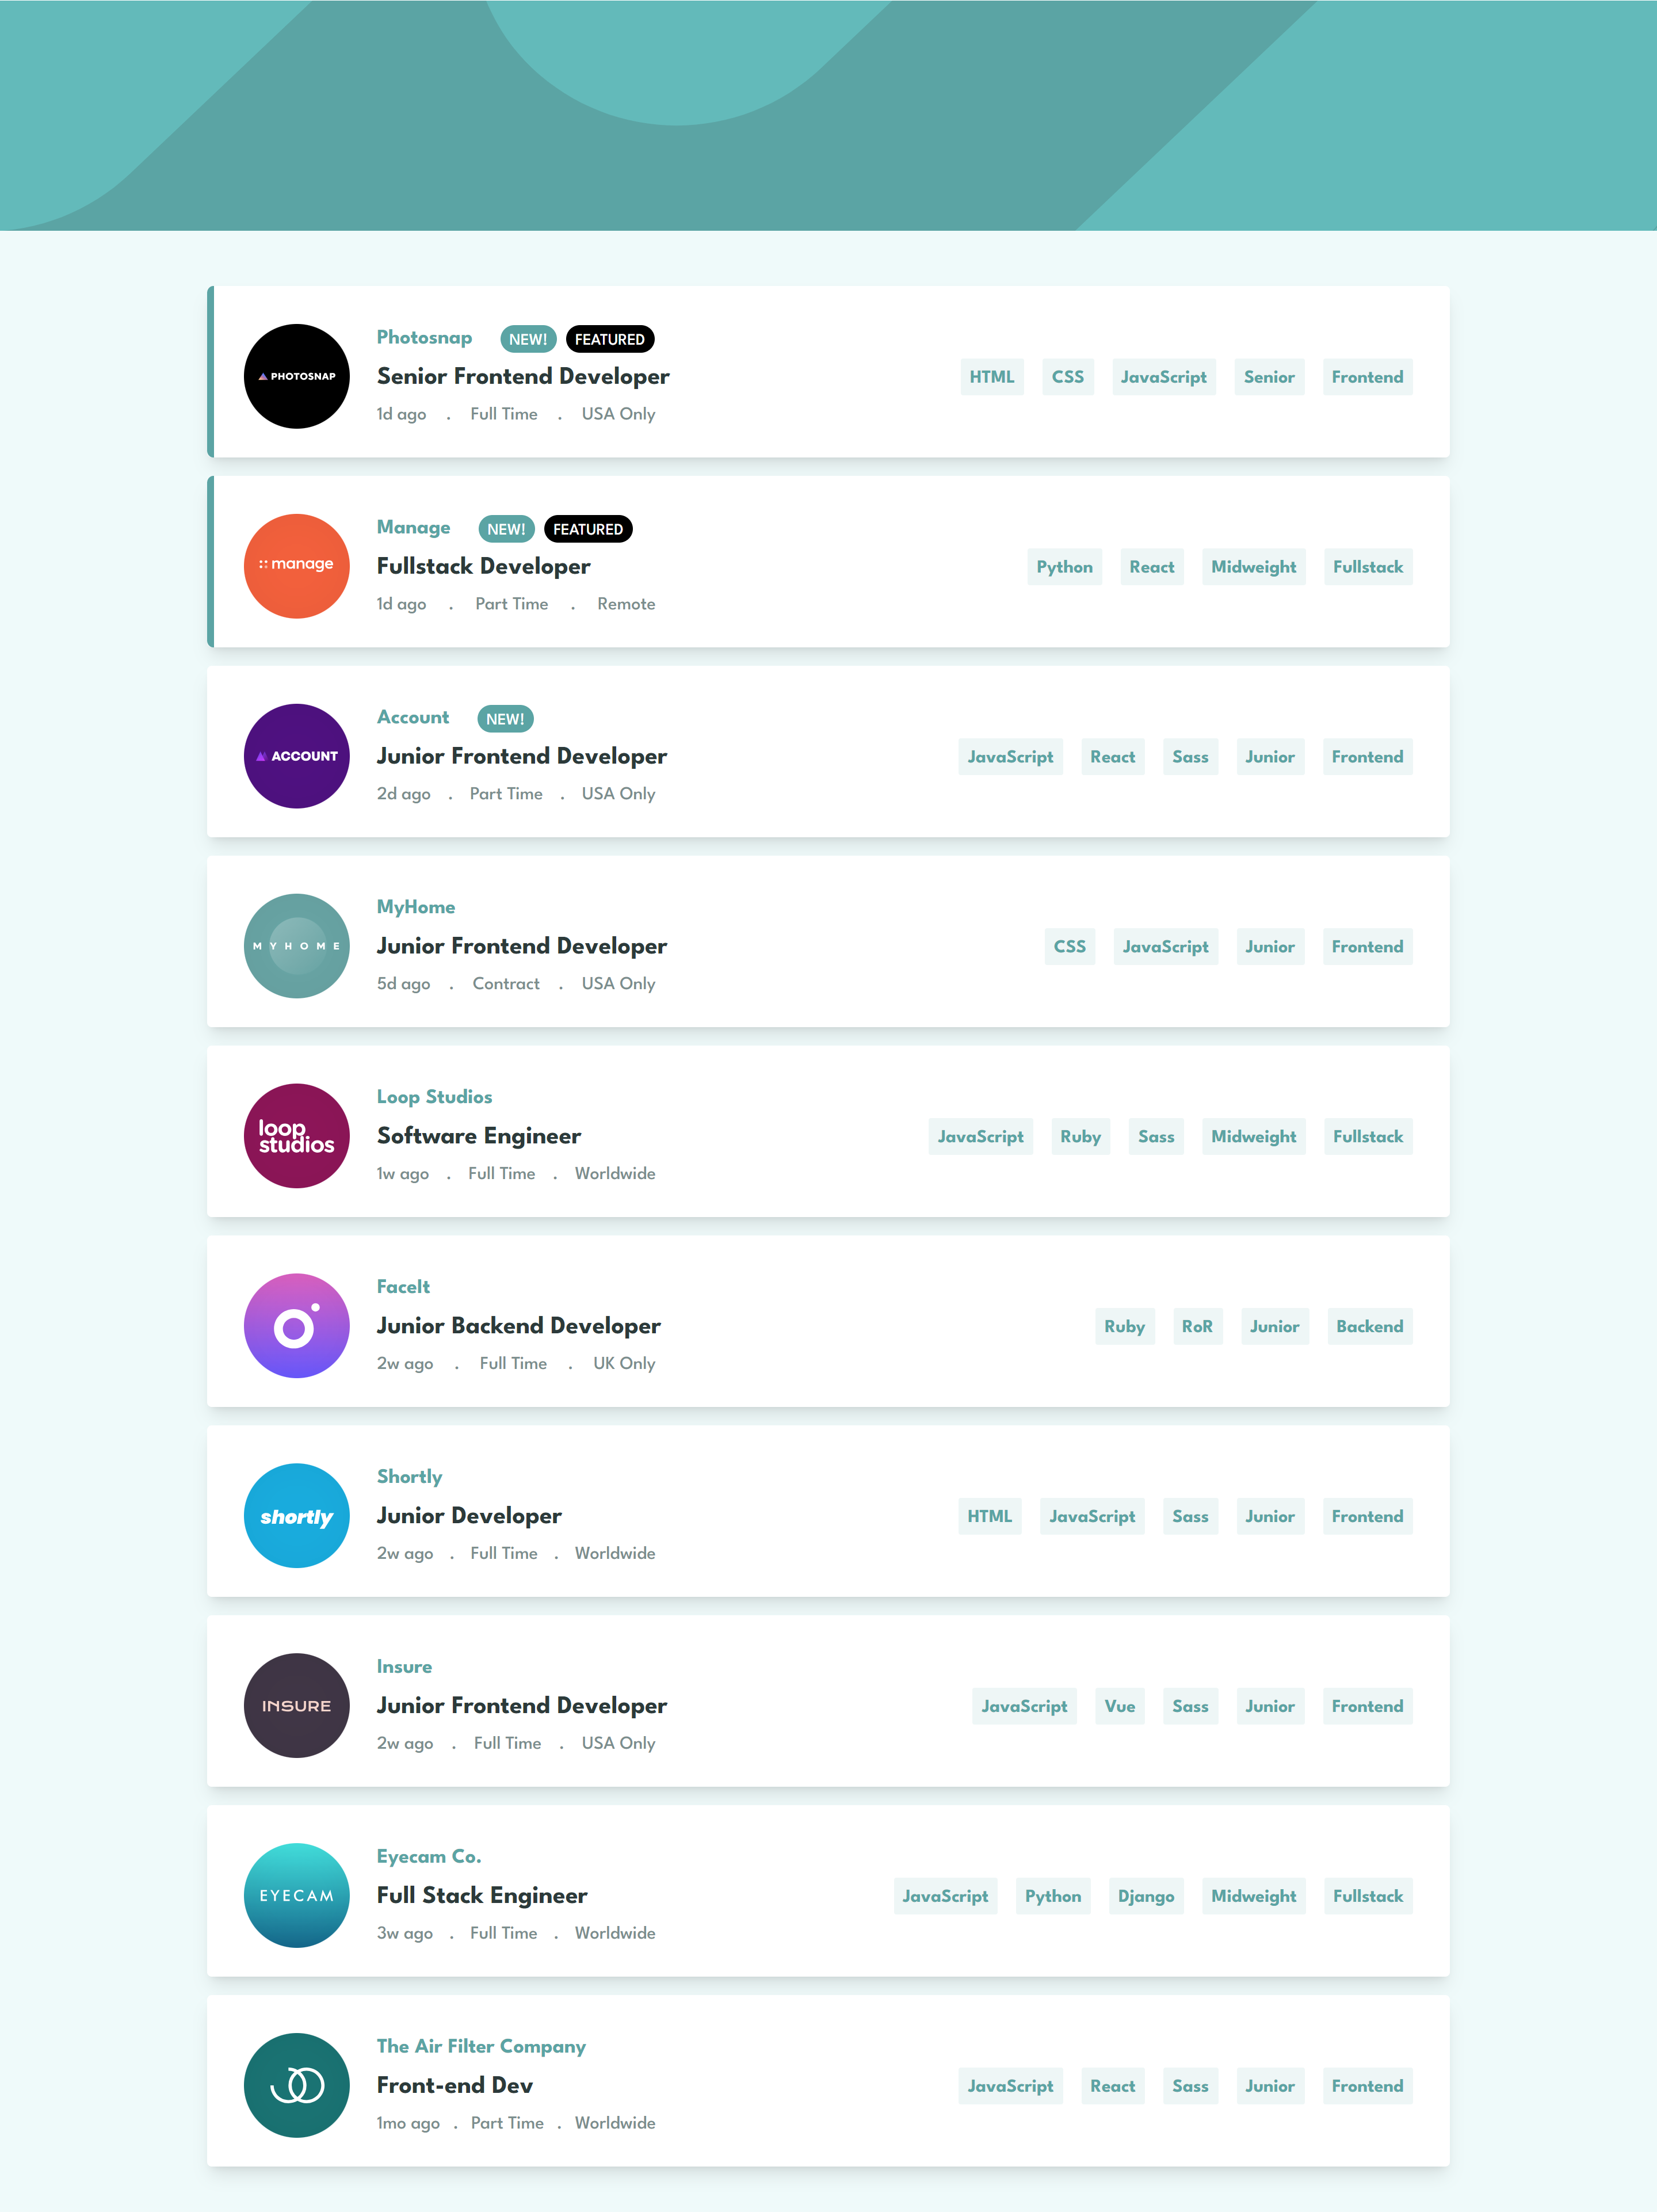 PHOTOSNAP
Photosnap NEW! FEATURED
Senior Frontend Developer
1d ago . Full Time . USA Only
HTML CSS JavaScript Senior Frontend
manage
Manage NEW! FEATURED
Fullstack Developer
1d ago . Part Time . Remote
Python React Midweight Fullstack
ACCOUNT
Account NEW!
Junior Frontend Developer
2d ago . Part Time . USA Only
JavaScript React Sass Junior Frontend
MYHOME
MyHome
Junior Frontend Developer
5d ago . Contract . USA Only
CSS JavaScript Junior Frontend
loop
studios
Loop Studios
Software Engineer
1w ago . Full Time . Worldwide
JavaScript Ruby Sass Midweight Fullstack
FaceIt
Junior Backend Developer
2w ago . Full Time . UK Only
Ruby RoR Junior Backend
shortly
Shortly
Junior Developer
2w ago . Full Time . Worldwide
HTML JavaScript Sass Junior Frontend
INSURE
Insure
Junior Frontend Developer
2w ago . Full Time . USA Only
JavaScript Vue Sass Junior Frontend
EYECAM
Eyecam Co.
Full Stack Engineer
3w ago . Full Time . Worldwide
JavaScript Python Django Midweight Fullstack
The Air Filter Company
Front-end Dev
1mo ago . Part Time . Worldwide
JavaScript React Sass Junior Frontend